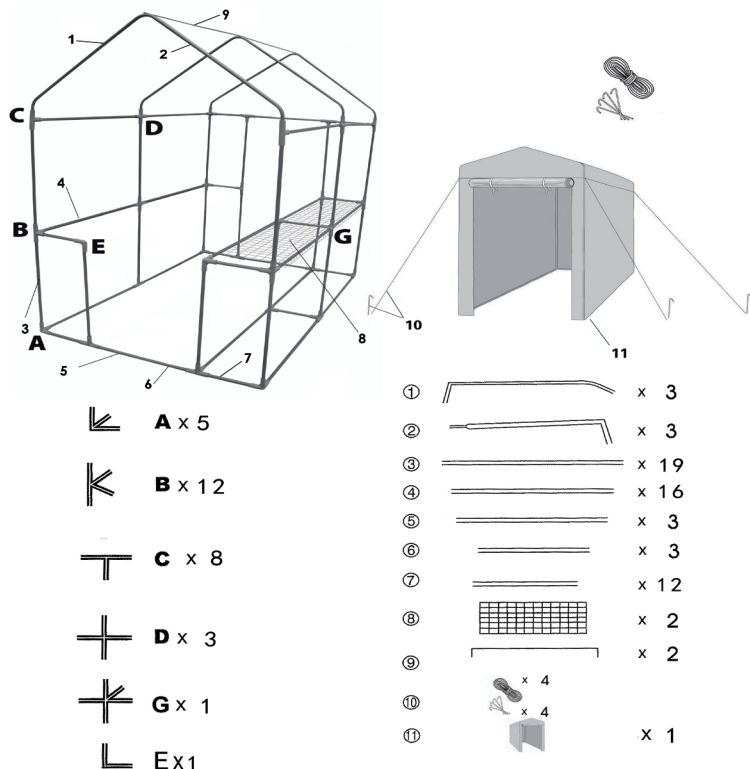 9
1
2
C
D
4
B
E
G
3
A
5
6
7
8
10
11
A x 5
B x 12
C x 8
D x 3
G x 1
E x 1
① x 3
② x 3
③ x 19
④ x 16
⑤ x 3
⑥ x 3
⑦ x 12
⑧ x 2
⑨ x 2
⑩ x 4
x 4
⑪ x 1